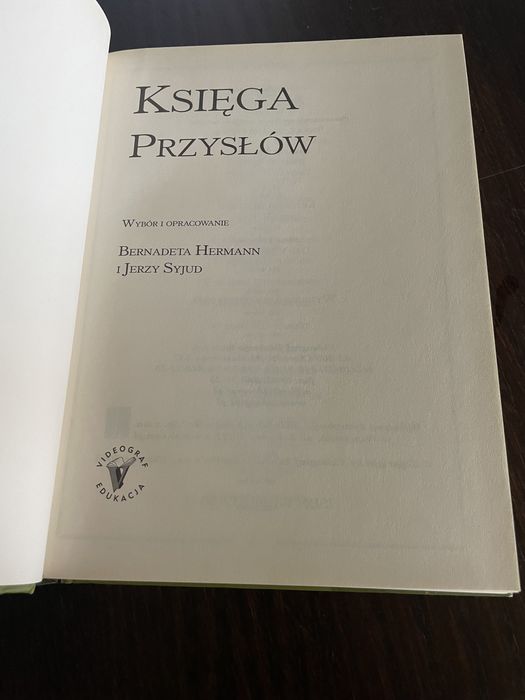 KSIĘGA
PRZYSŁÓW
WYBÓR I OPRACOWANIE
BERNADETA HERMANN
I JERZY SYJUD
VIDEOGRAF
EDUKACJA